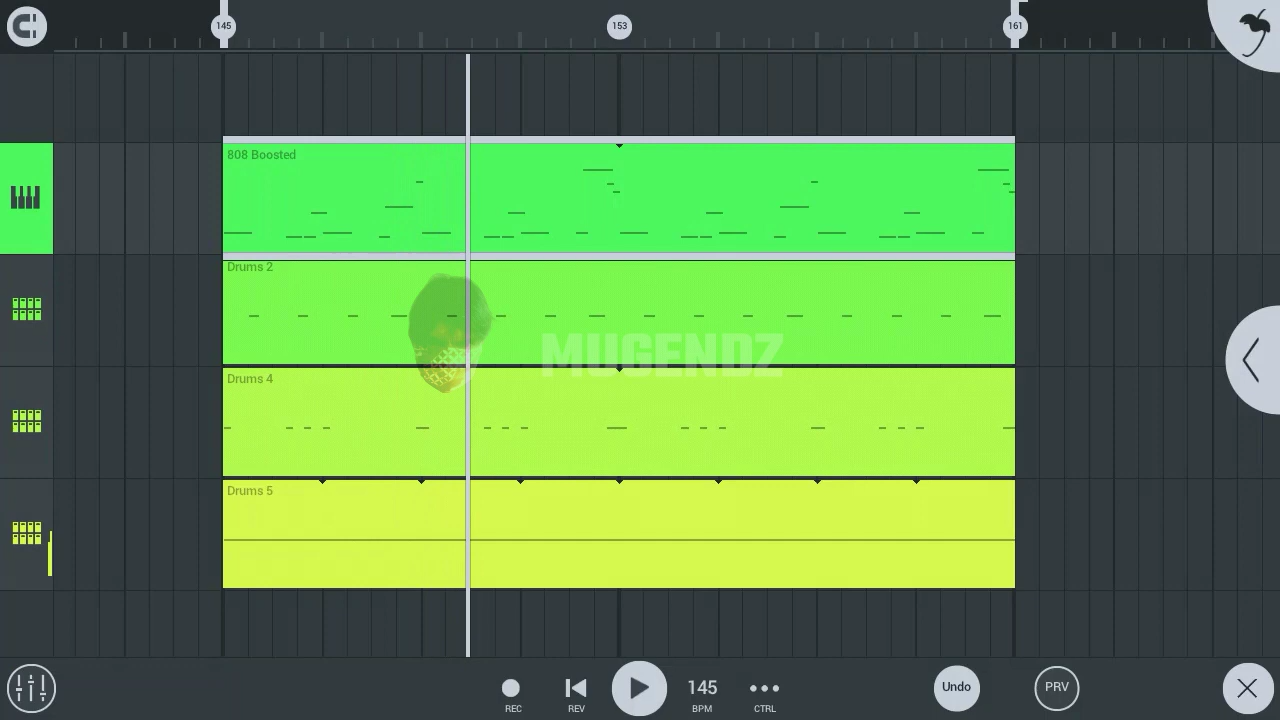 145
153
161
808 Boosted
Drums 2
MUGENDZ
Drums 4
Drums 5
145
Undo
PRV
REC
REV
BPM
CTRL